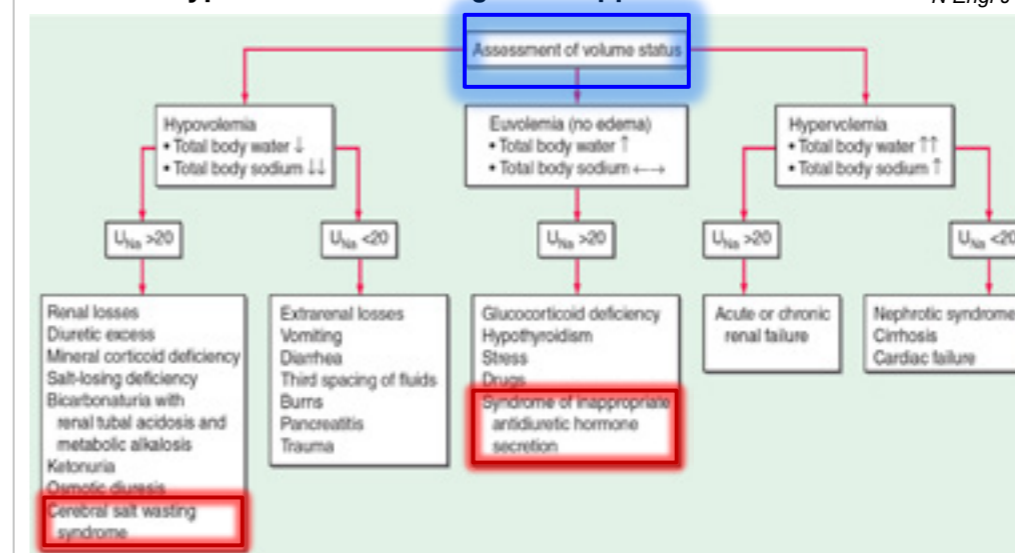 Assessment of volume status
Hypovolemia
• Total body water ↓
• Total body sodium ↓↓
Euvolemia (no edema)
• Total body water ↑
• Total body sodium ←→
Hypervolemia
• Total body water ↑↑
• Total body sodium ↑
UNa >20
UNa <20
UNa >20
UNa >20
UNa <20
Renal losses
Diuretic excess
Mineral corticoid deficiency
Salt-losing deficiency
Bicarbonaturia with
renal tubal acidosis and
metabolic alkalosis
Ketonuria
Osmotic diuresis
Cerebral salt wasting
syndrome
Extrarenal losses
Vomiting
Diarrhea
Third spacing of fluids
Burns
Pancreatitis
Trauma
Glucocorticoid deficiency
Hypothyroidism
Stress
Drugs
Syndrome of inappropriate
antidiuretic hormone
secretion
Acute or chronic
renal failure
Nephrotic syndrome
Cirrhosis
Cardiac failure